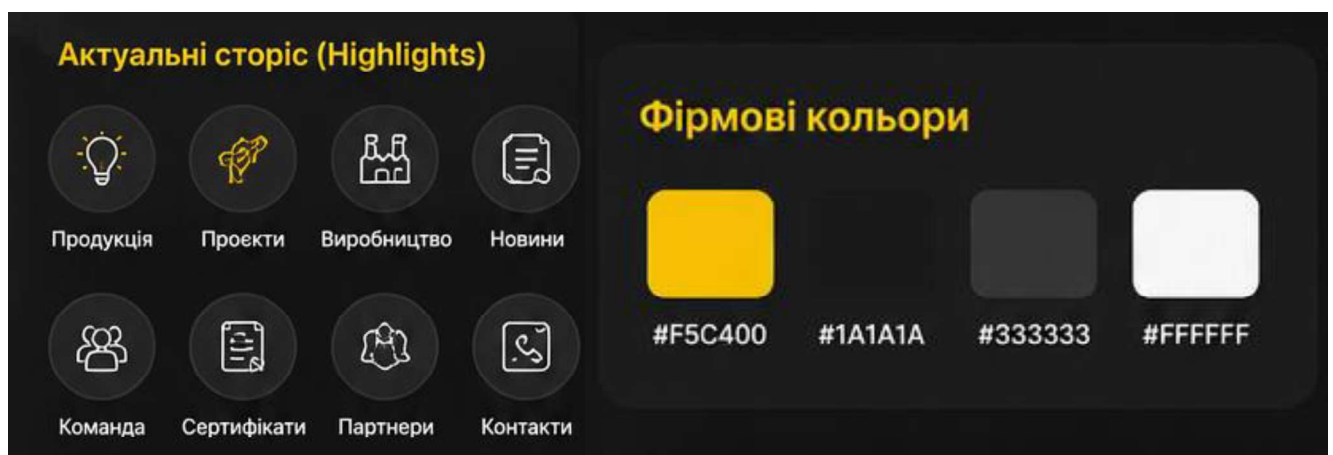 Актуальні сторіс (Highlights)
Продукція Проєкти Виробництво Новини
Команда Сертифікати Партнери Контакти
Фірмові кольори
#F5C400 #1A1A1A #333333 #FFFFFF